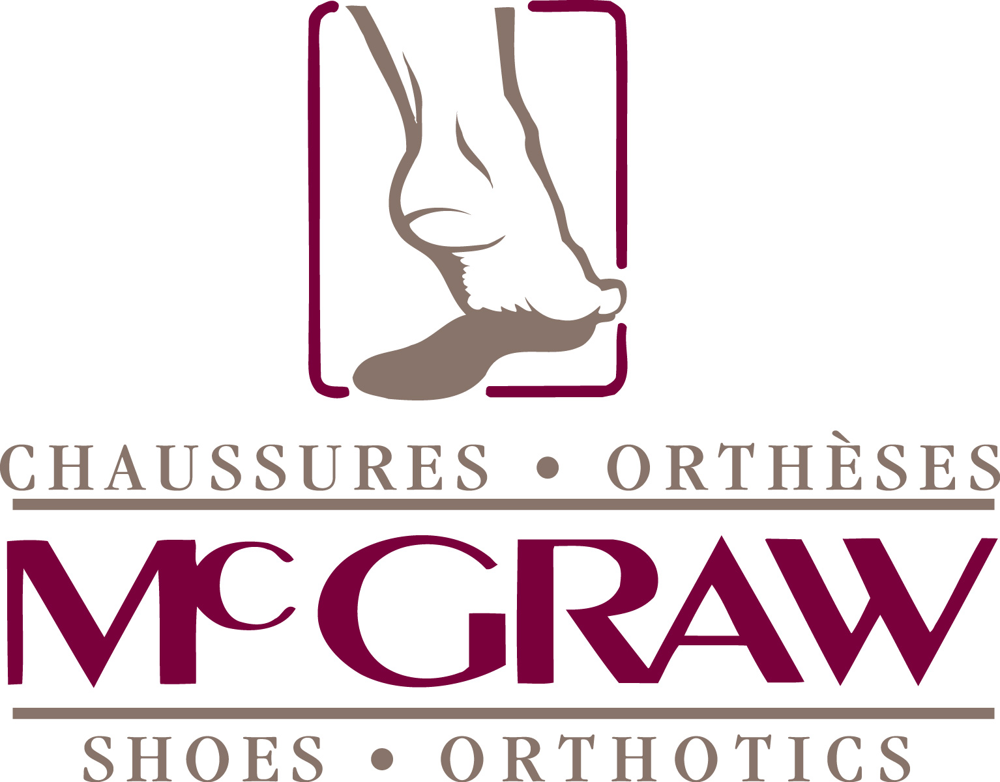 CHAUSSURES • ORTHÈSES
McGRAW
SHOES • ORTHOTICS